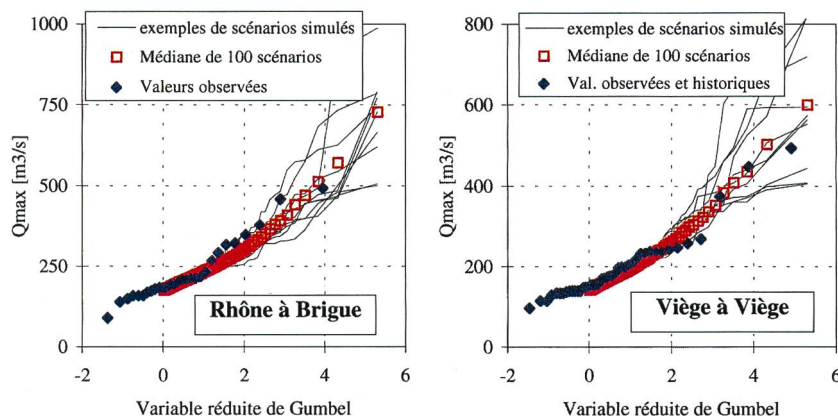 1000
exemples de scénarios simulés
Médiane de 100 scénarios
Valeurs observées
750
500
250
0
Qmax [m3/s]
Rhône à Brigue
-2
0
2
4
6
Variable réduite de Gumbel
800
exemples de scénarios simulés
Médiane de 100 scénarios
Val. observées et historiques
600
400
200
0
Qmax [m3/s]
Viège à Viège
-2
0
2
4
6
Variable réduite de Gumbel